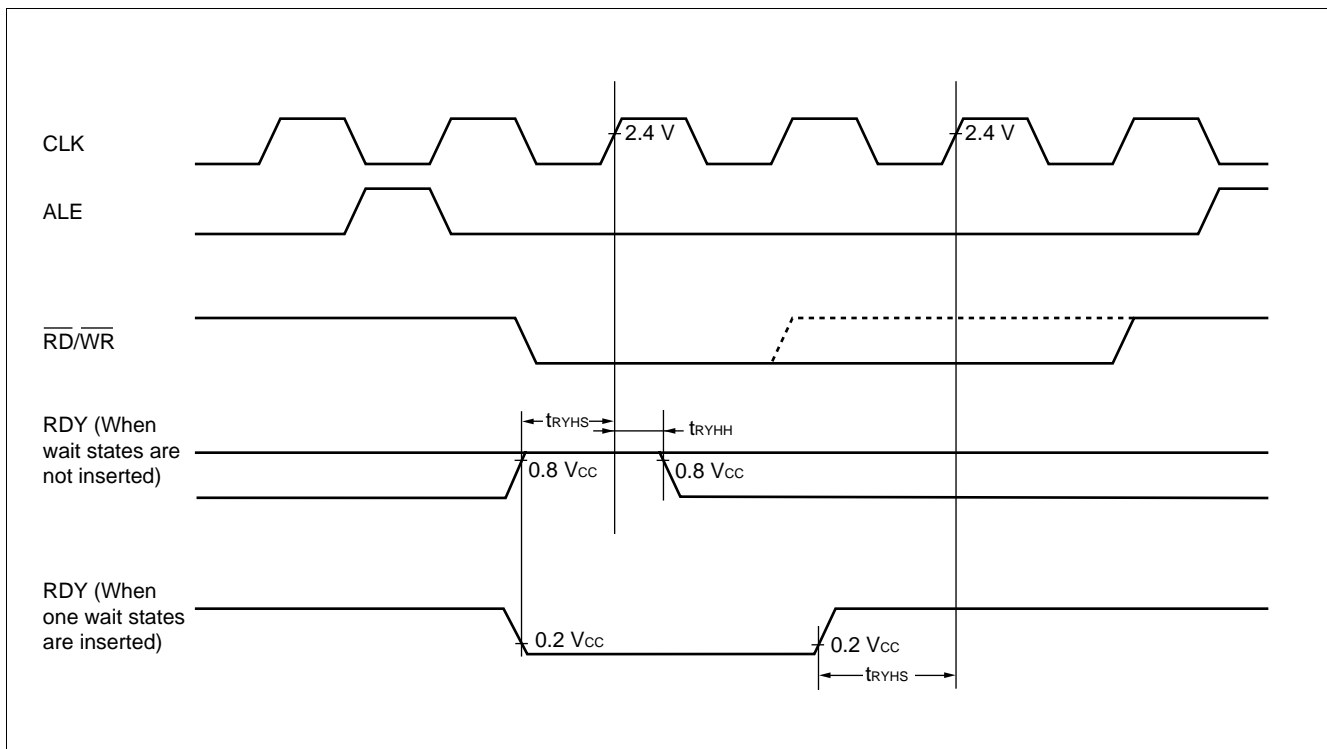 CLK
2.4 V
2.4 V
ALE
RD/WR
RDY (When
wait states are
not inserted)
tRYHS
tRYHH
0.8 VCC
0.8 VCC
RDY (When
one wait states
are inserted)
0.2 VCC
0.2 VCC
tRYHS